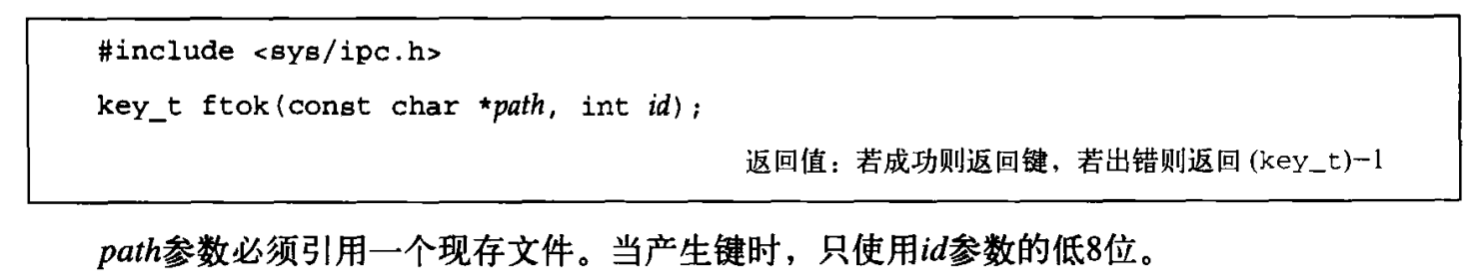 #include <sys/ipc.h>
key_t ftok(const char *path, int id);
返回值：若成功则返回键，若出错则返回(key_t)-1
path参数必须引用一个现存文件。当产生键时，只使用id参数的低8位。